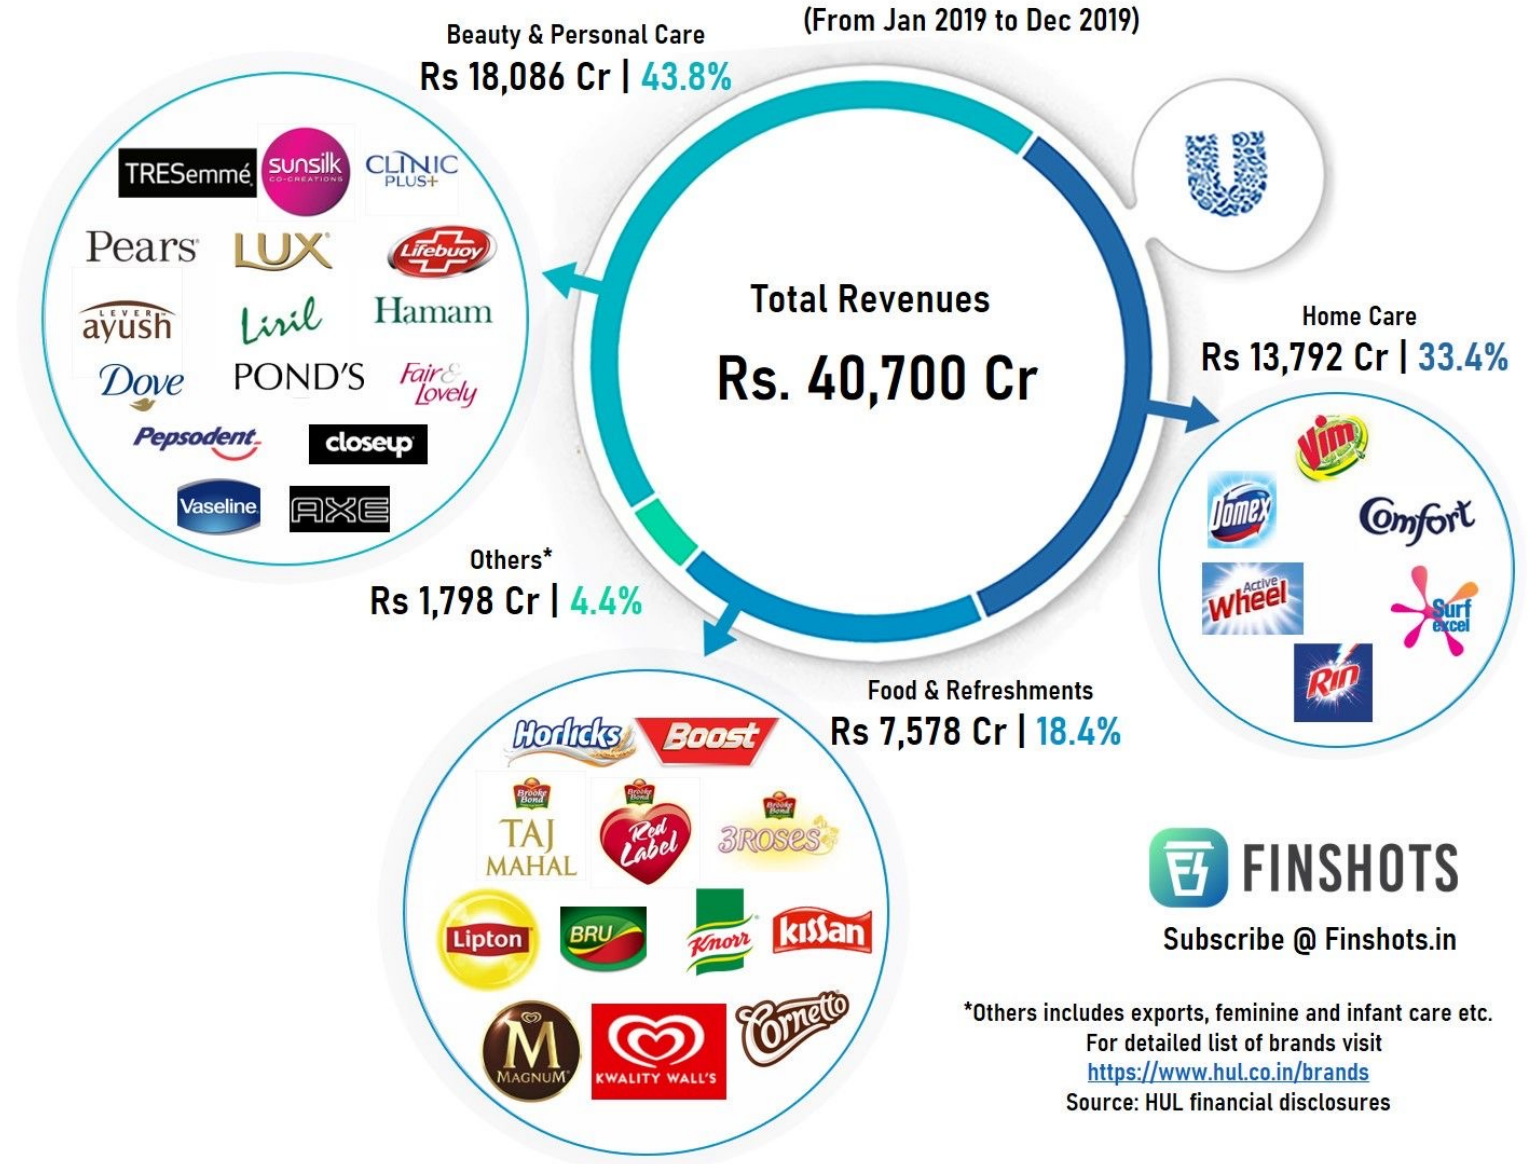 (From Jan 2019 to Dec 2019)
Beauty & Personal Care
Rs 18,086 Cr | 43.8%
TRESemmé
sunsilk
CO-CREATIONS
CLINIC
PLUS+
Pears
LUX
Lifebuoy
LEVER
ayush
Liril
Hamam
Dove
POND'S
Fair &
Lovely
Pepsodent
closeup
Vaseline
AXE
Total Revenues
Rs. 40,700 Cr
Home Care
Rs 13,792 Cr | 33.4%
Vim
Domex
Comfort
Active
Wheel
Surf
excel
Rin
Others*
Rs 1,798 Cr | 4.4%
Food & Refreshments
Rs 7,578 Cr | 18.4%
Horlicks
Boost
Brooke
Bond
TAJ
MAHAL
Brooke
Bond
Red
Label
Brooke
Bond
3ROSES
Lipton
BRU
Knorr
kissan
M
MAGNUM
KWALITY WALL'S
Cornetto
FINSHOTS
Subscribe @ Finshots.in
*Others includes exports, feminine and infant care etc.
For detailed list of brands visit
https://www.hul.co.in/brands
Source: HUL financial disclosures